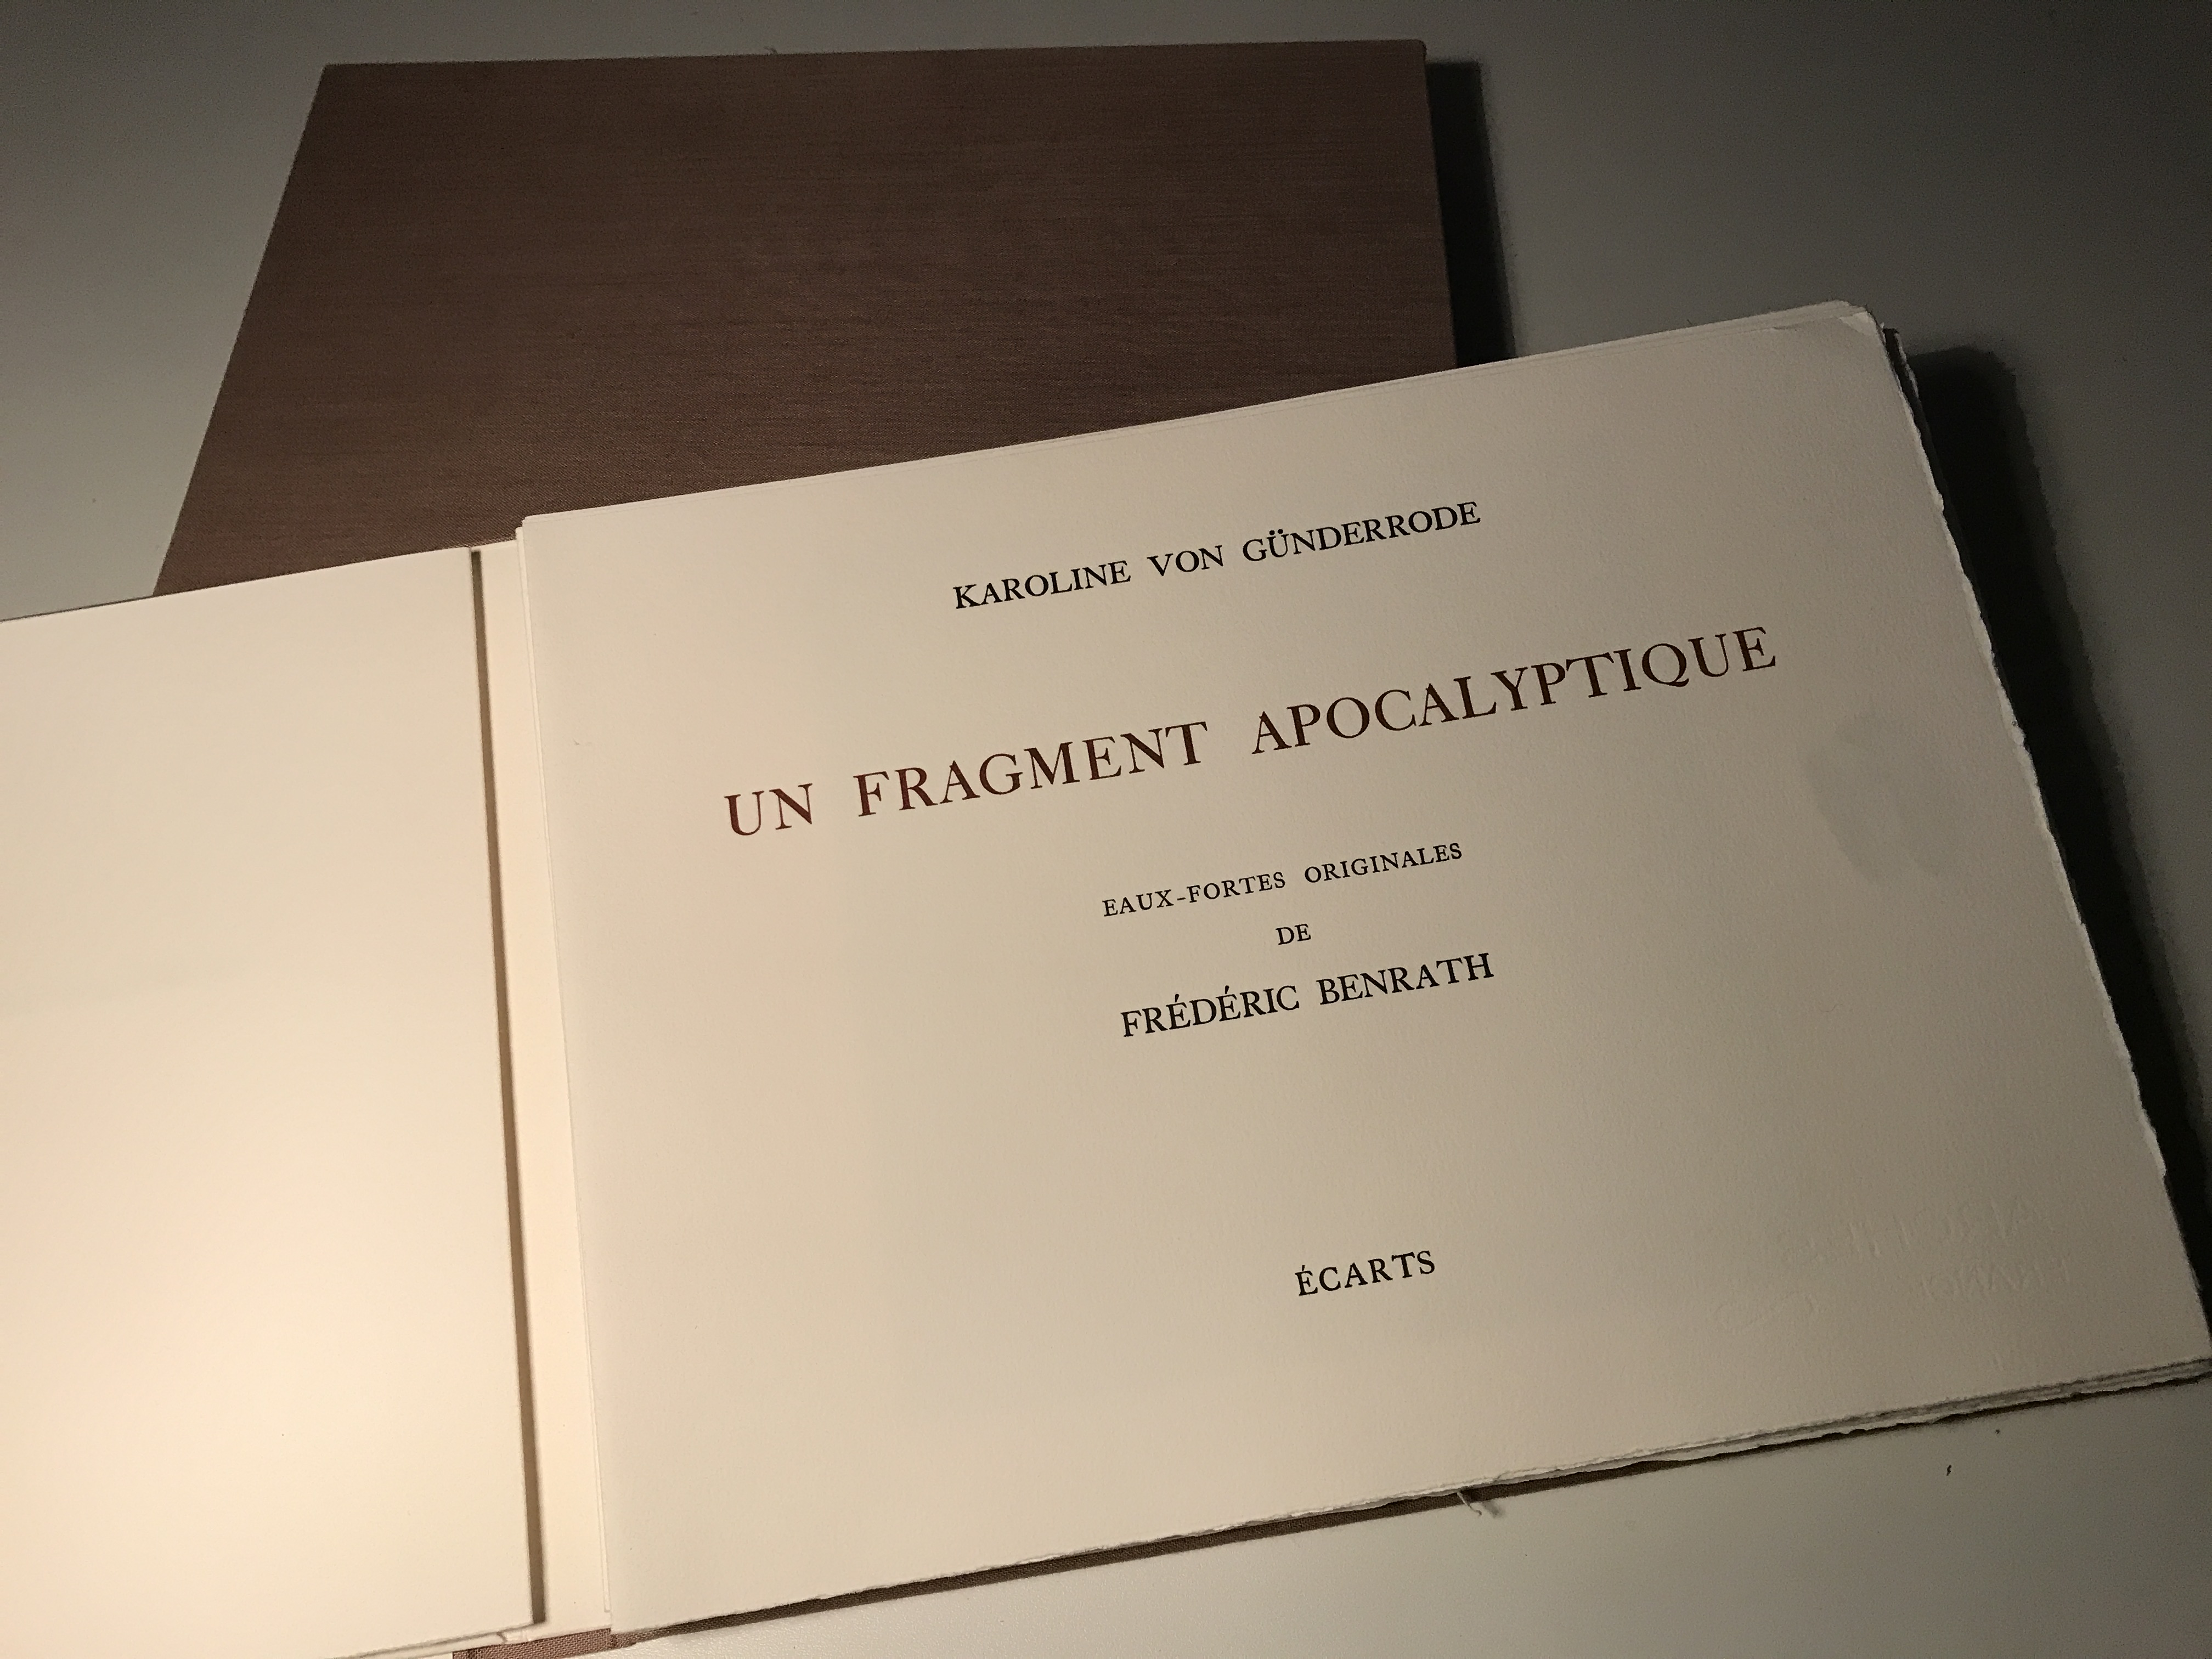 KAROLINE VON GÜNDERRODE
UN FRAGMENT APOCALYPTIQUE
EAUX-FORTES ORIGINALES
DE
FRÉDÉRIC BENRATH
ÉCARTS